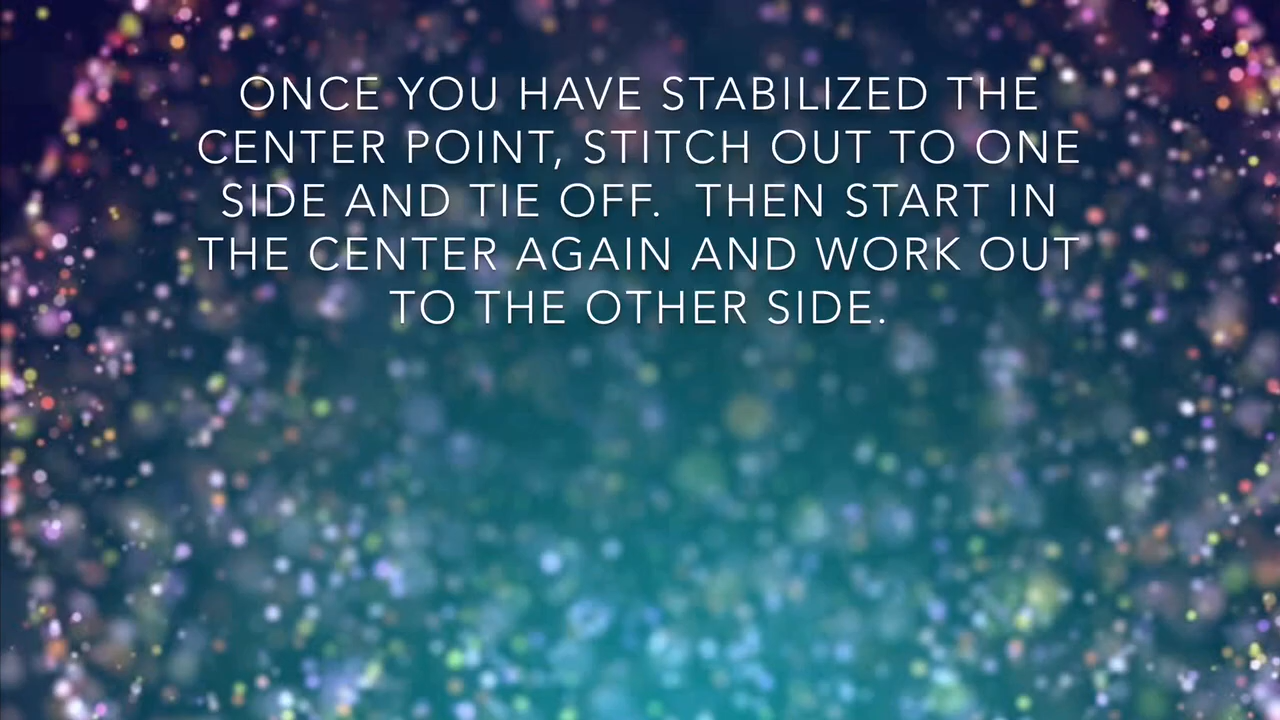 ONCE YOU HAVE STABILIZED THE
CENTER POINT, STITCH OUT TO ONE
SIDE AND TIE OFF.  THEN START IN
THE CENTER AGAIN AND WORK OUT
TO THE OTHER SIDE.